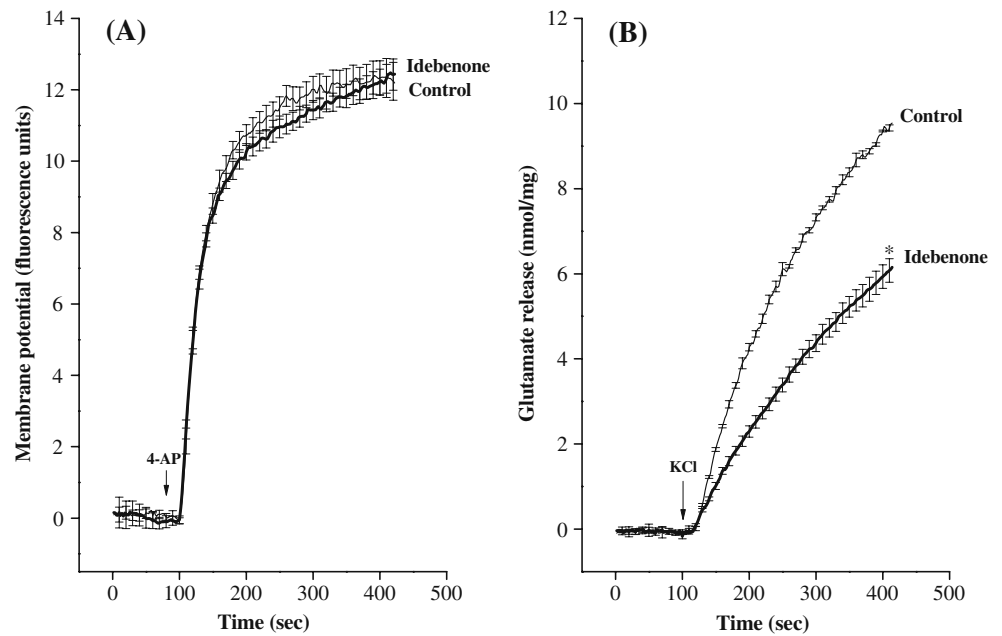 (A)
Membrane potential (fluorescence units)
14
12
10
8
6
4
2
0
Idebenone
Control
4-AP
0 100 200 300 400 500
Time (sec)
(B)
Glutamate release (nmol/mg)
12
10
8
6
4
2
0
Control
*
Idebenone
KCl
0 100 200 300 400 500
Time (sec)